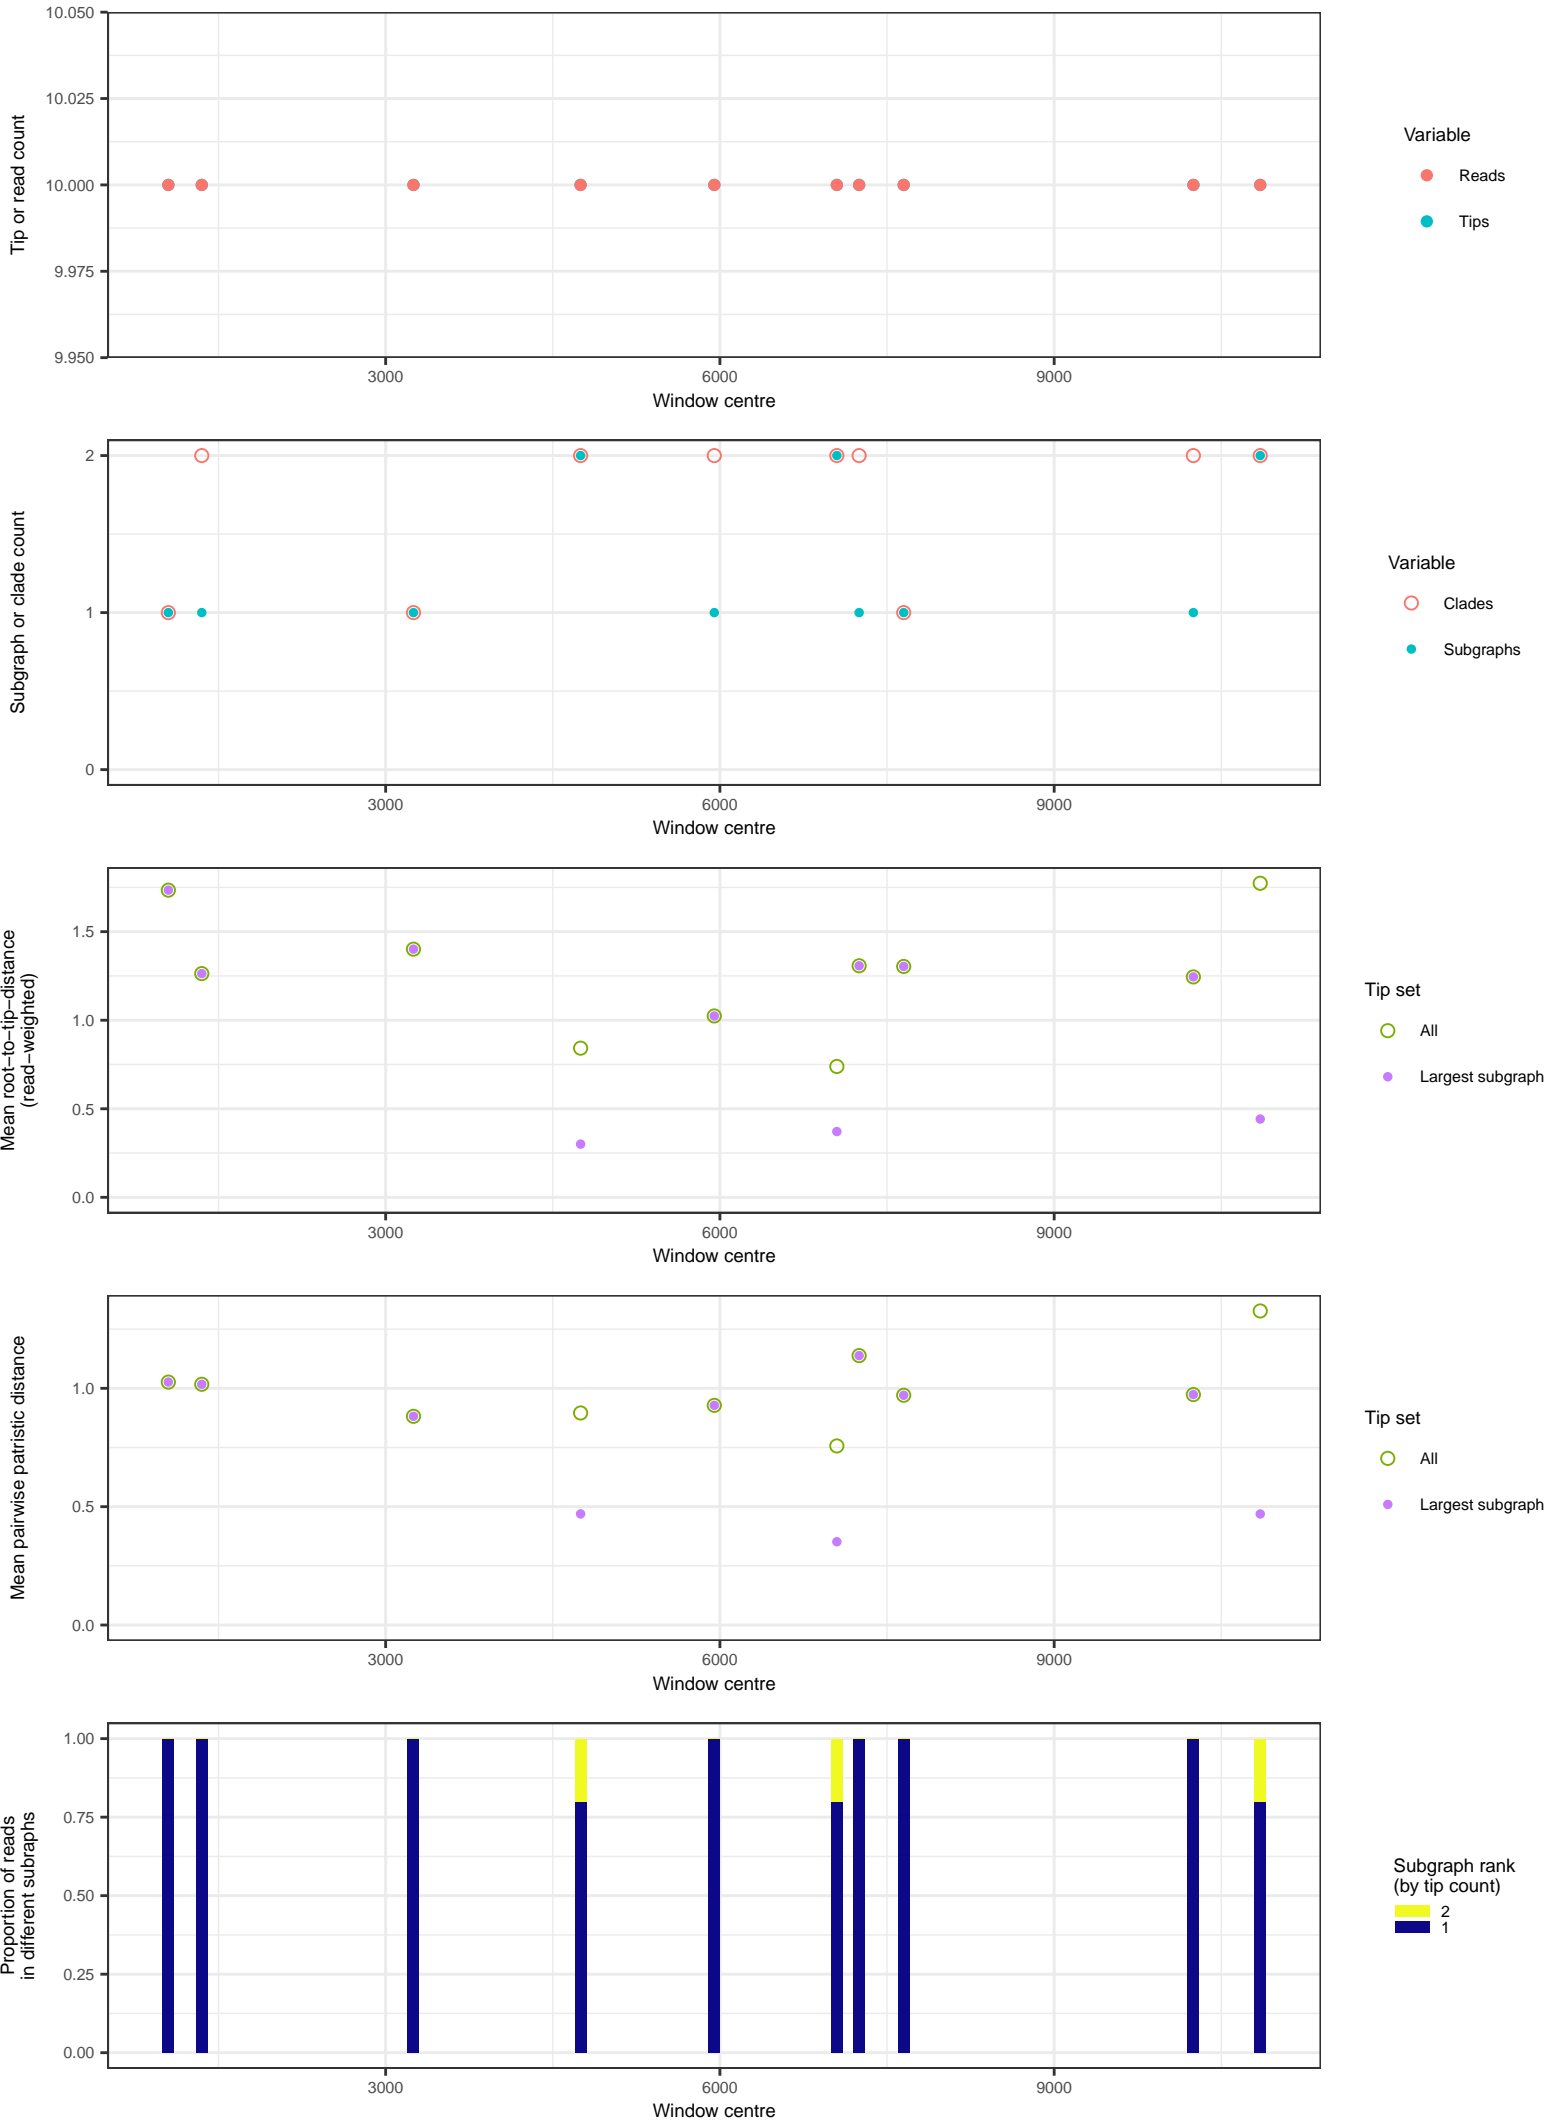 10.050
10.025
10.000
9.975
9.950
Tip or read count
3000 6000 9000
Window centre
Variable
Reads
Tips
2
1
0
Subgraph or clade count
3000 6000 9000
Window centre
Variable
Clades
Subgraphs
1.5
1.0
0.5
0.0
Mean root−to−tip−distance
(read−weighted)
3000 6000 9000
Window centre
Tip set
All
Largest subgraph
1.0
0.5
0.0
Mean pairwise patristic distance
3000 6000 9000
Window centre
Tip set
All
Largest subgraph
1.00
0.75
0.50
0.25
0.00
Proportion of reads
in different subraphs
3000 6000 9000
Window centre
Subgraph rank
(by tip count)
2
1